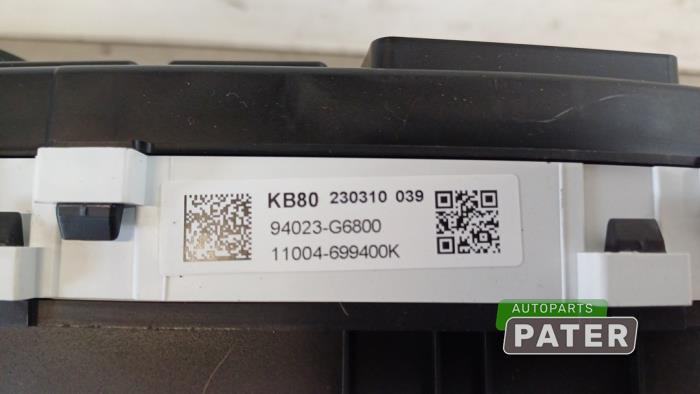 KB80 230310 039
94023-G6800
11004-699400K
AUTOPARTS
PATER